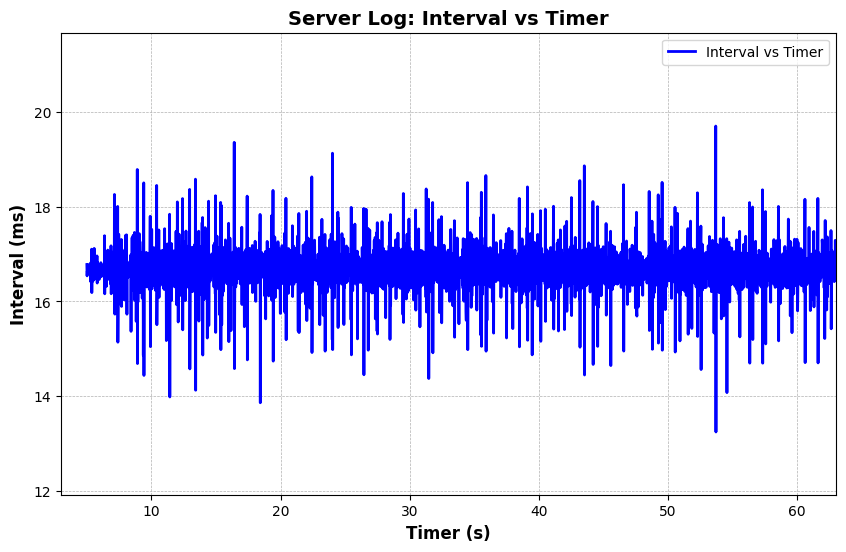 Server Log: Interval vs Timer
Interval vs Timer
20
18
16
14
12
Interval (ms)
10 20 30 40 50 60
Timer (s)